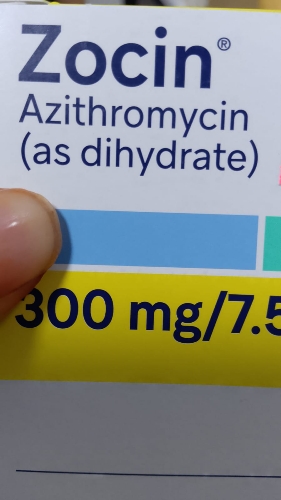 Zocin®
Azithromycin
(as dihydrate)
300 mg/7.5